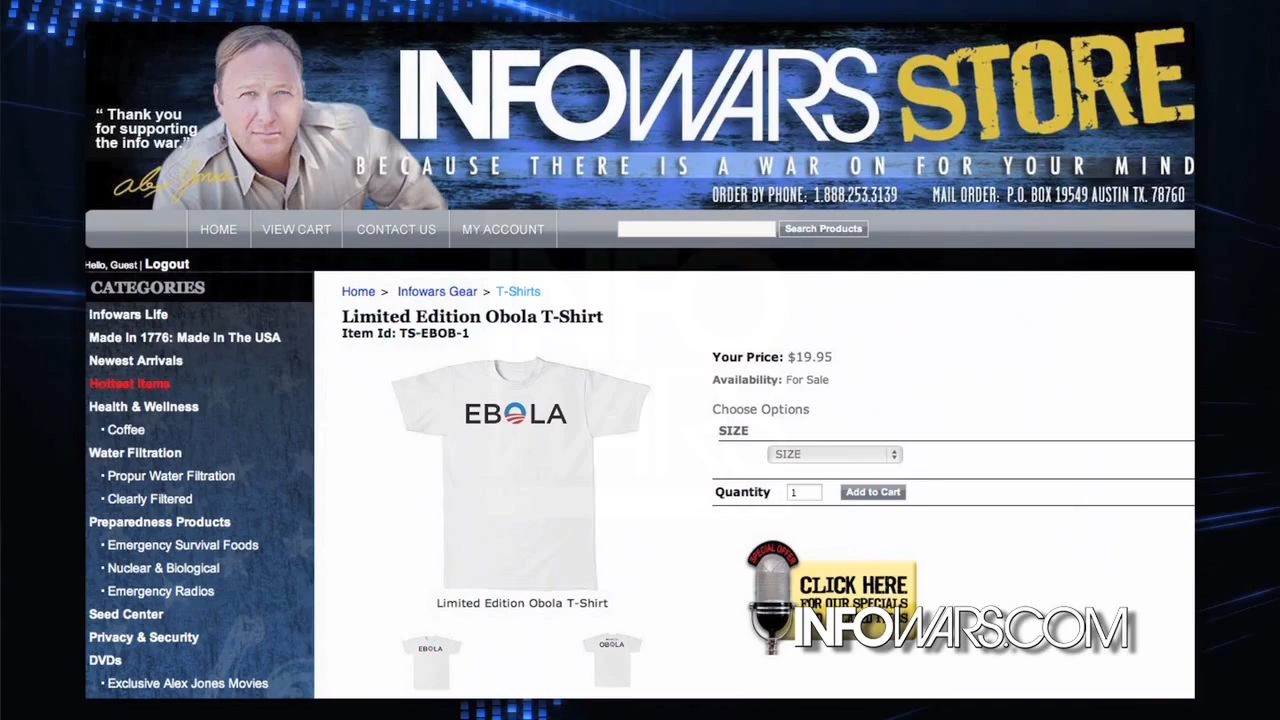 INFOWARS STORE
“ Thank you
for supporting
the info war.”
Alex Jones
BECAUSE THERE IS A WAR ON FOR YOUR MIND
ORDER BY PHONE: 1.888.253.3139 MAIL ORDER: P.O. BOX 19549 AUSTIN TX. 78760
HOME VIEW CART CONTACT US MY ACCOUNT Search Products
Hello, Guest | Logout
CATEGORIES
Infowars Life
Made In 1776: Made In The USA
Newest Arrivals
Hottest Items
Health & Wellness
• Coffee
Water Filtration
• Propur Water Filtration
• Clearly Filtered
Preparedness Products
• Emergency Survival Foods
• Nuclear & Biological
• Emergency Radios
Seed Center
Privacy & Security
DVDs
• Exclusive Alex Jones Movies
Home > Infowars Gear > T-Shirts
Limited Edition Obola T-Shirt
Item Id: TS-EBOB-1
EBOLA
Limited Edition Obola T-Shirt
EBOLA
OBOLA
Your Price: $19.95
Availability: For Sale
Choose Options
SIZE
SIZE
Quantity 1 Add to Cart
SPECIAL OFFER
CLICK HERE
FOR OUR SPECIALS
INFOWARS.COM